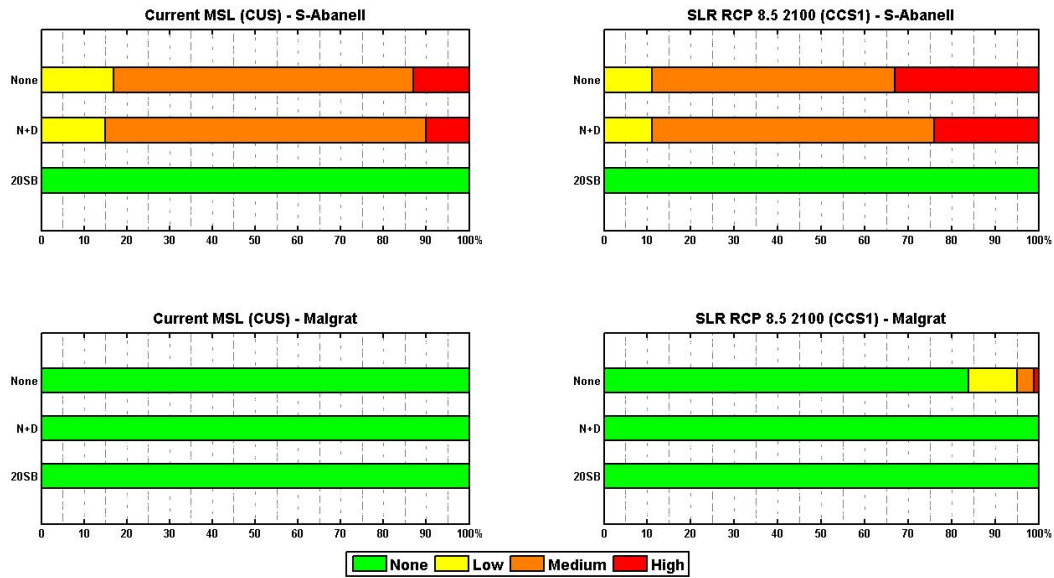 Current MSL (CUS) - S-Abanell
None
N+D
20SB
0 10 20 30 40 50 60 70 80 90 100%
SLR RCP 8.5 2100 (CCS1) - S-Abanell
None
N+D
20SB
0 10 20 30 40 50 60 70 80 90 100%
Current MSL (CUS) - Malgrat
None
N+D
20SB
0 10 20 30 40 50 60 70 80 90 100%
SLR RCP 8.5 2100 (CCS1) - Malgrat
None
N+D
20SB
0 10 20 30 40 50 60 70 80 90 100%
None Low Medium High